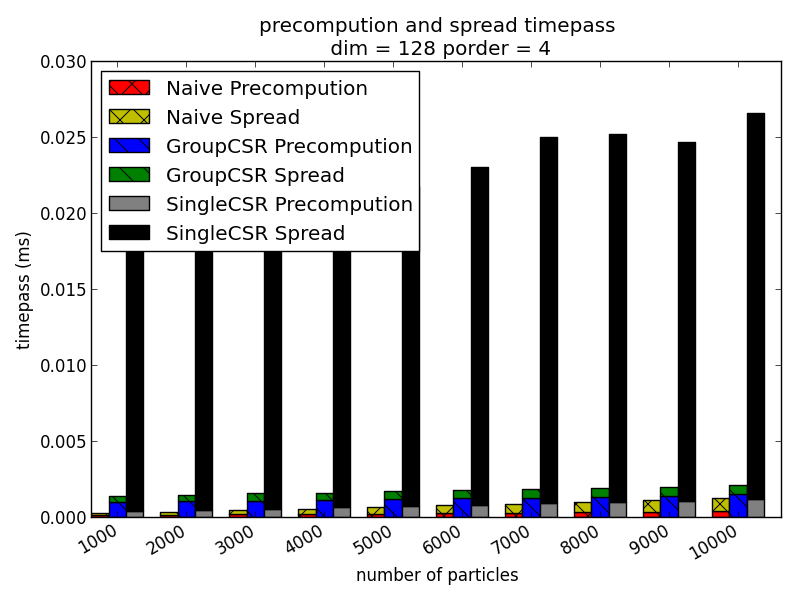 precompution and spread timepass
dim = 128 porder = 4
0.030
0.025
0.020
0.015
0.010
0.005
0.000
timepass (ms)
Naive Precompution
Naive Spread
GroupCSR Precompution
GroupCSR Spread
SingleCSR Precompution
SingleCSR Spread
1000
2000
3000
4000
5000
6000
7000
8000
9000
10000
number of particles